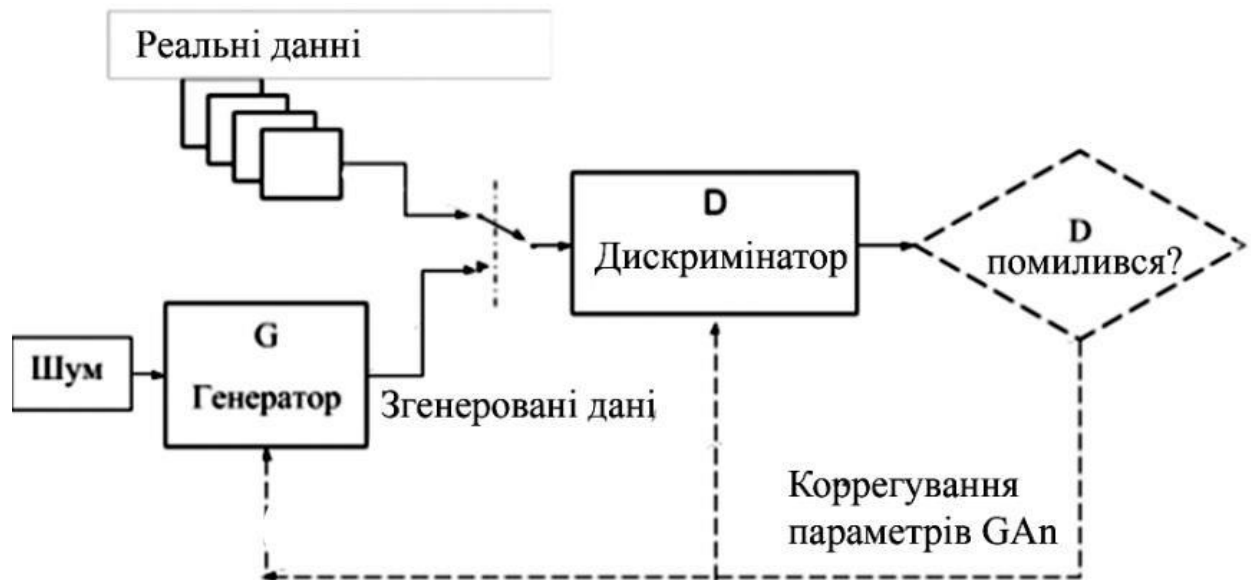 Реальні данні
D
Дискримінатор
D
помилився?
G
Генератор
Шум
Згенеровані дані
Коррегування
параметрів GAn